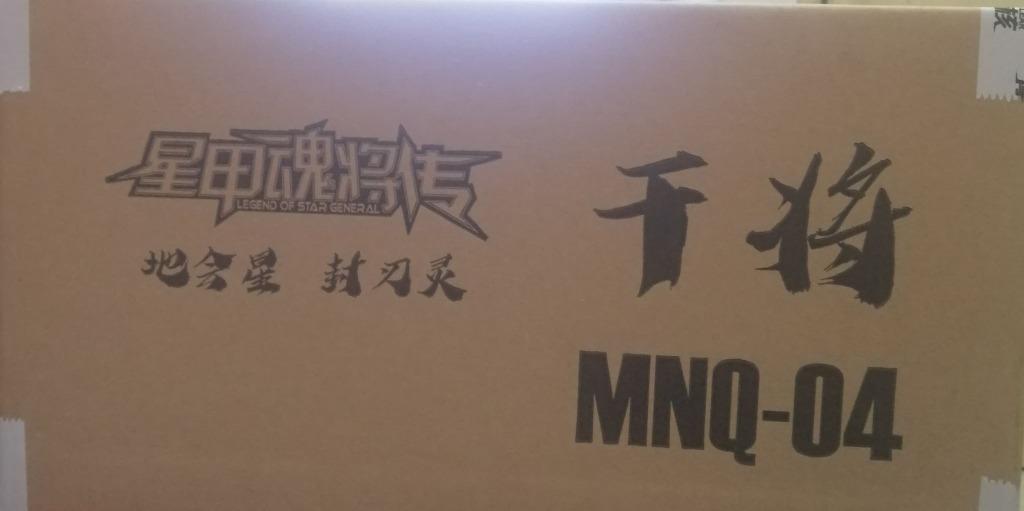 星甲魂将传
LEGEND OF STAR GENERAL
地会星 封刃灵
干将
MNQ-04